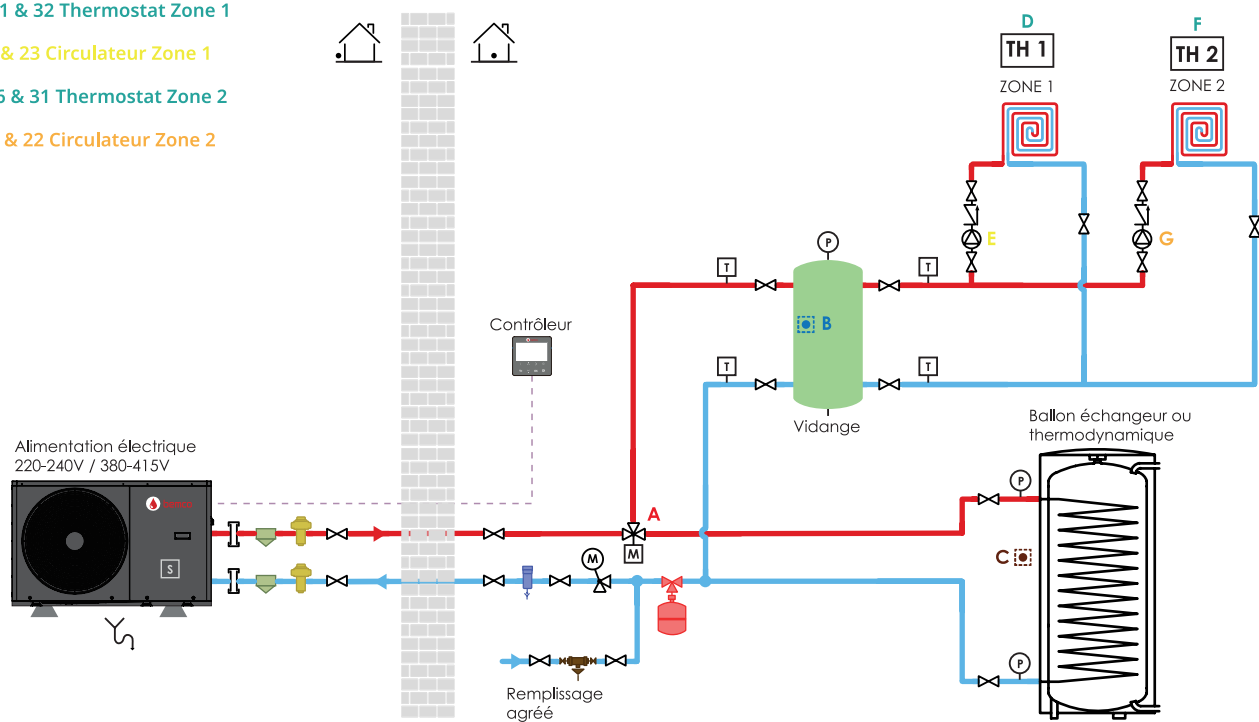 1 & 32 Thermostat Zone 1
& 23 Circulateur Zone 1
& 31 Thermostat Zone 2
& 22 Circulateur Zone 2
D
F
TH 1
TH 2
ZONE 1
ZONE 2
E
G
P
T
T
B
Contrôleur
T
T
Vidange
Ballon échangeur ou
thermodynamique
Alimentation électrique
220-240V / 380-415V
P
A
M
S
M
C
P
Remplissage
agréé